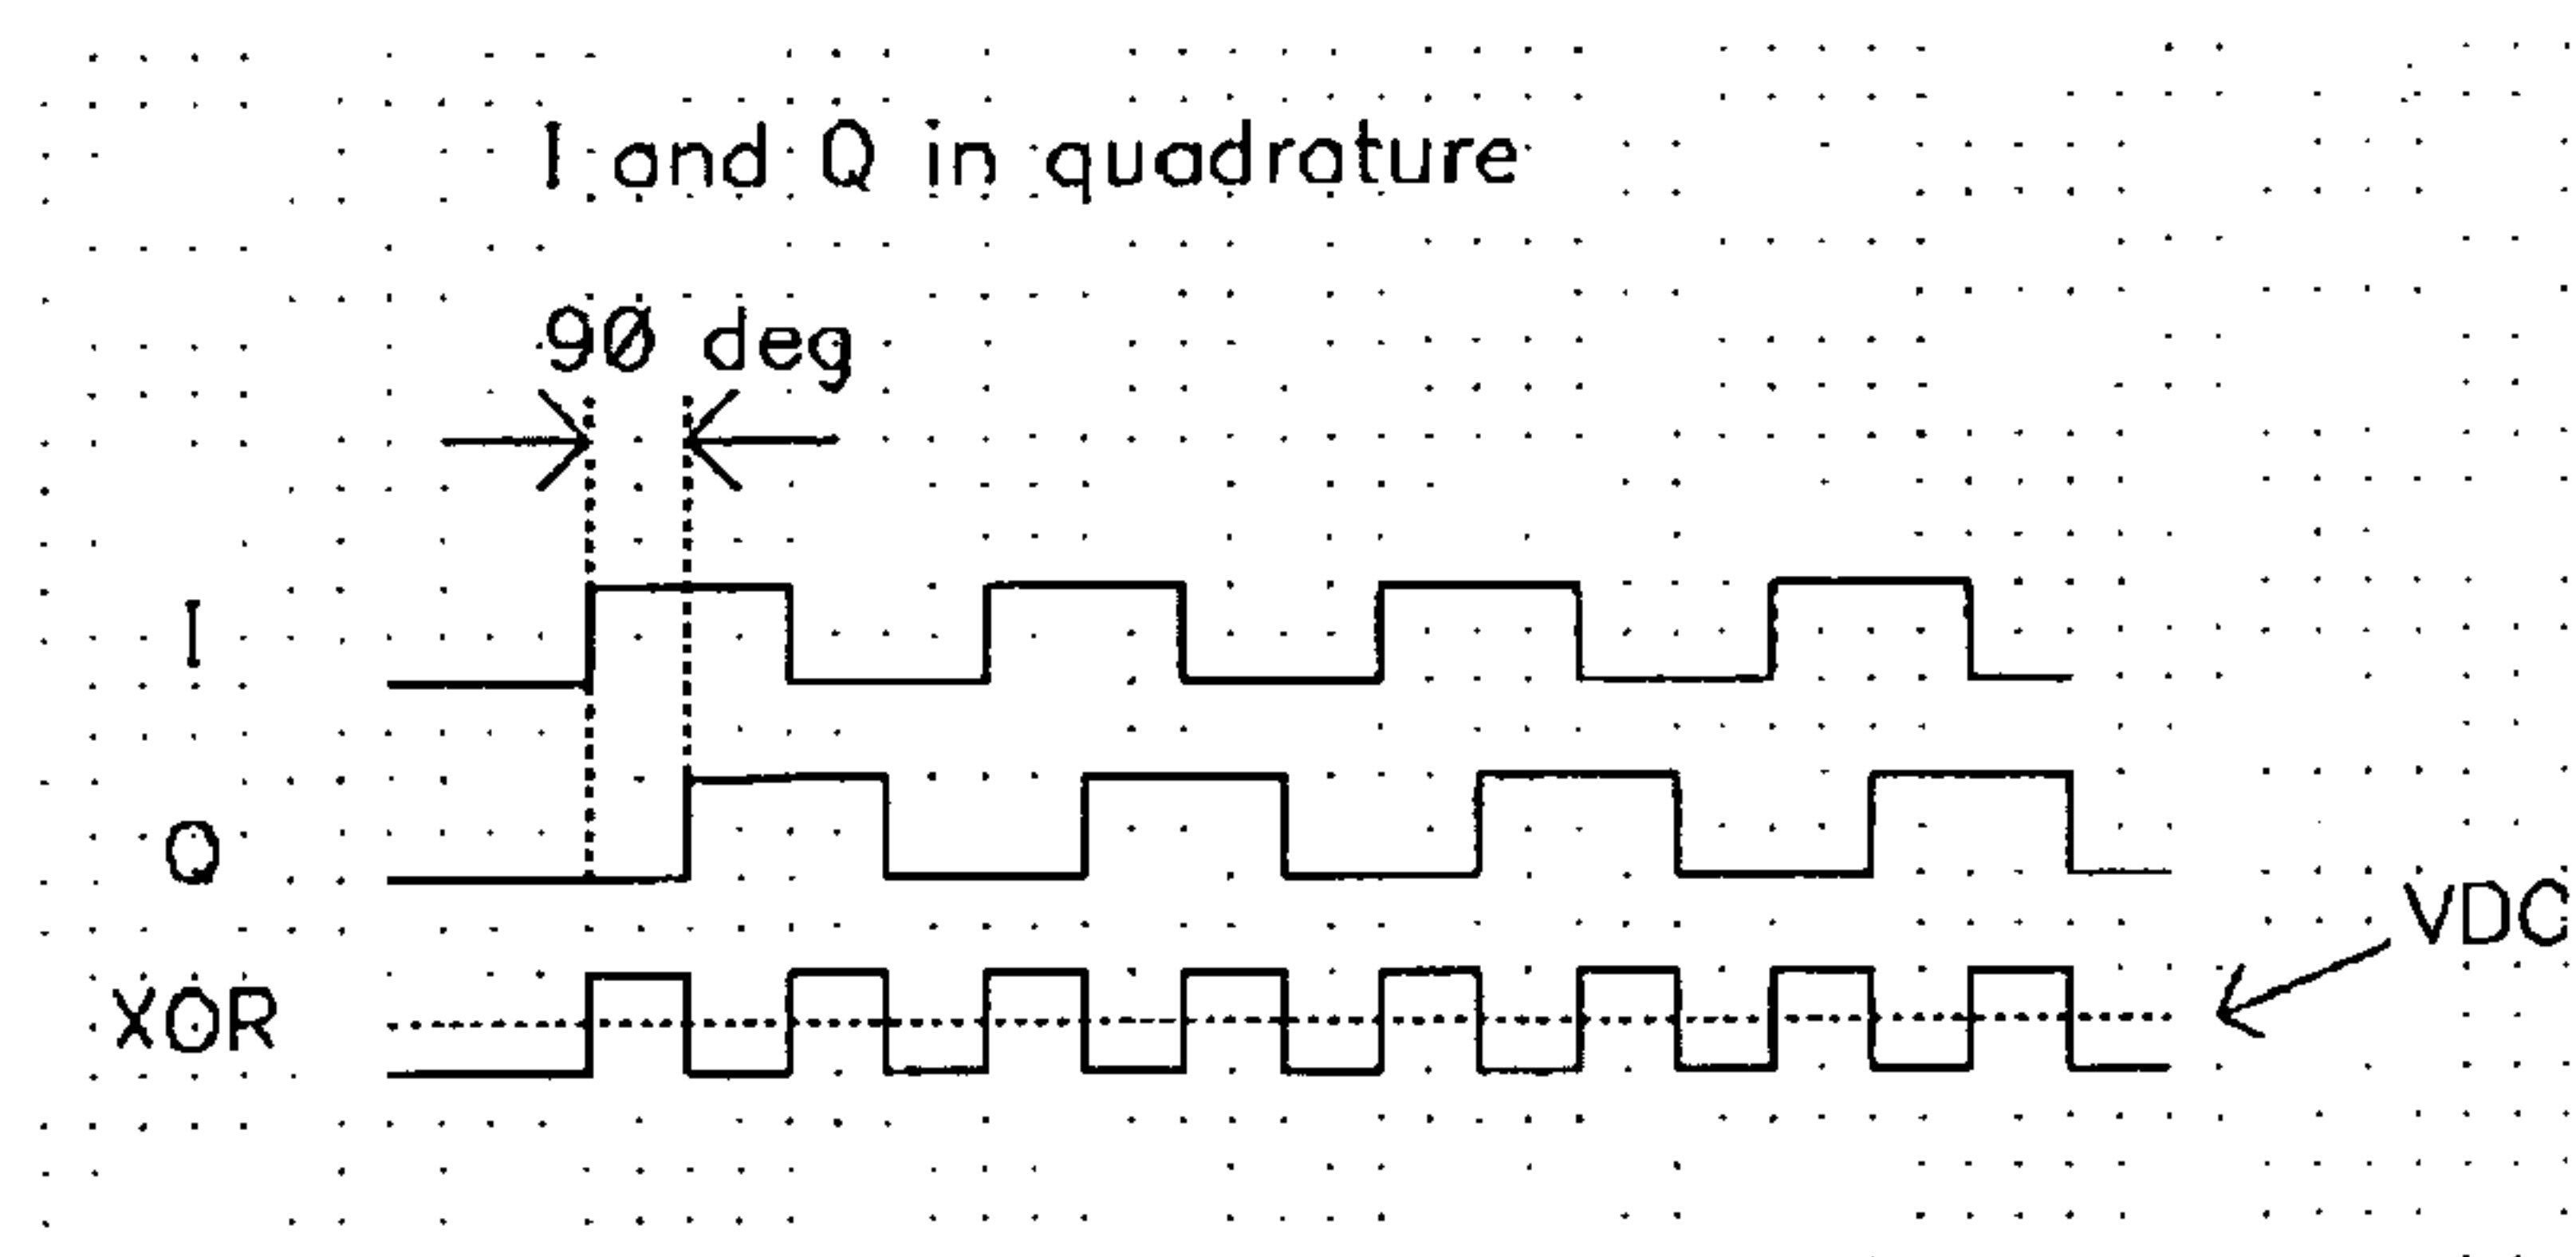 I and Q in quadrature
90 deg
I
Q
VDC
XOR